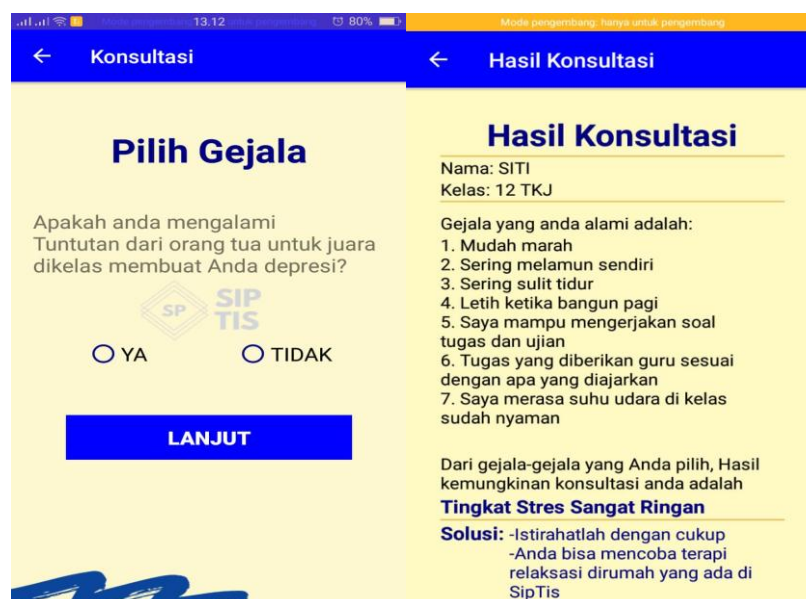 13.12
80%
Konsultasi
Pilih Gejala
Apakah anda mengalami
Tuntutan dari orang tua untuk juara
dikelas membuat Anda depresi?
SP
SIP
TIS
YA
TIDAK
LANJUT
Mode pengembang: hanya untuk pengembang
Hasil Konsultasi
Hasil Konsultasi
Nama: SITI
Kelas: 12 TKJ
Gejala yang anda alami adalah:
1. Mudah marah
2. Sering melamun sendiri
3. Sering sulit tidur
4. Letih ketika bangun pagi
5. Saya mampu mengerjakan soal
tugas dan ujian
6. Tugas yang diberikan guru sesuai
dengan apa yang diajarkan
7. Saya merasa suhu udara di kelas
sudah nyaman
Dari gejala-gejala yang Anda pilih, Hasil
kemungkinan konsultasi anda adalah
Tingkat Stres Sangat Ringan
Solusi: -Istirahatlah dengan cukup
-Anda bisa mencoba terapi
relaksasi dirumah yang ada di
SipTis